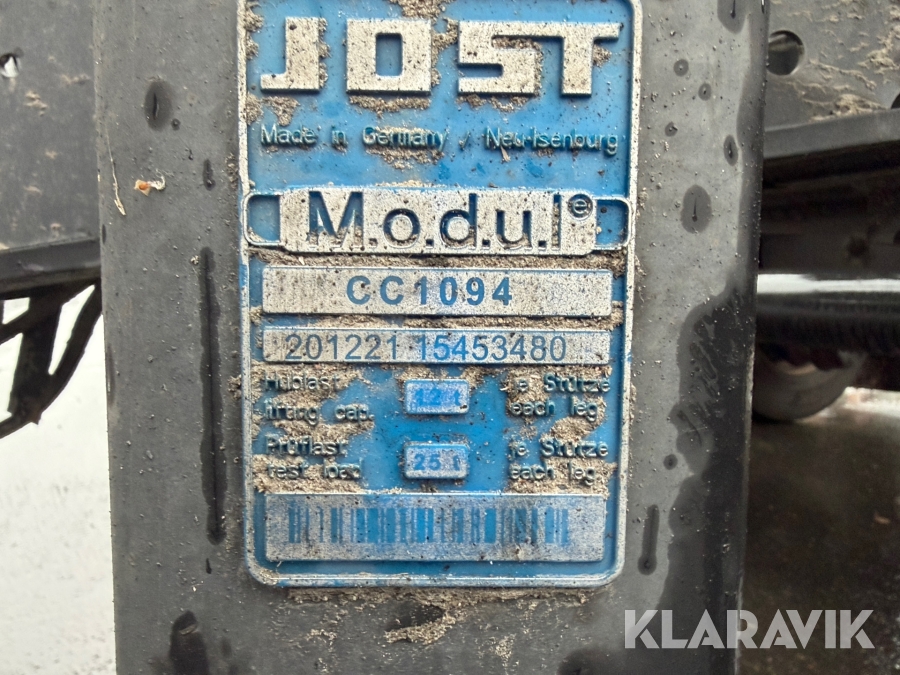 JOST
Made in Germany / Neu-Isenburg
M.o.d.u.l e
CC1094
201221 15453480
Hublast 12 t je Stütze
lifting cap. each leg
Prüflast 25 t je Stütze
test load each leg
KLARAVIK